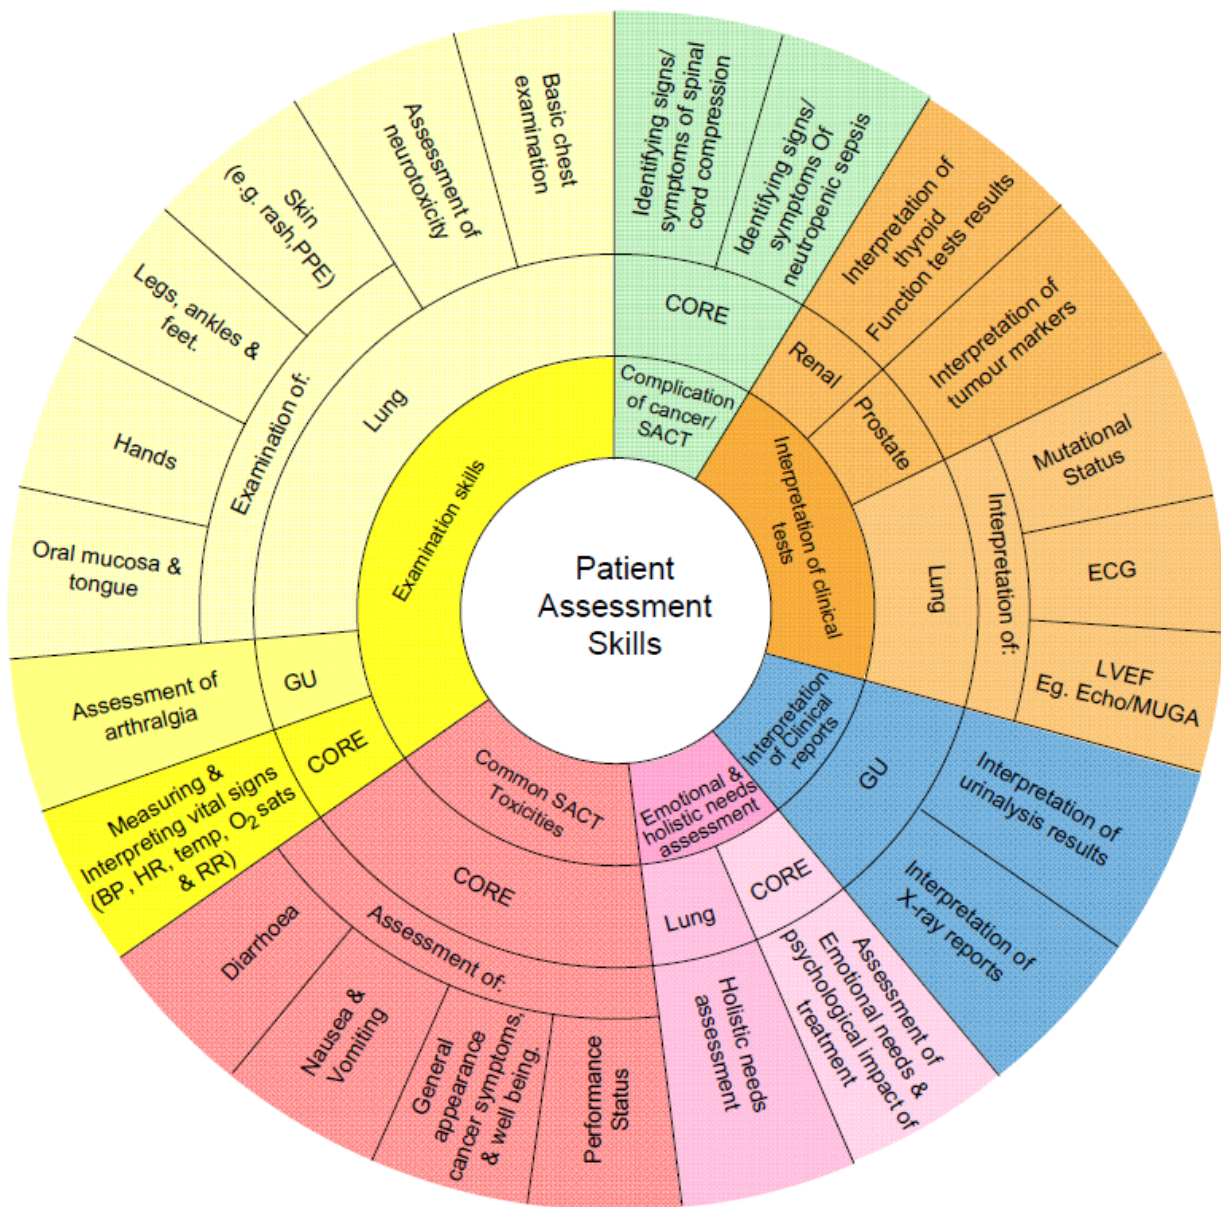 Patient
Assessment
Skills
Complication
of cancer/
SACT
CORE
Identifying signs/
symptoms of spinal
cord compression
Identifying signs/
symptoms Of
neutropenic sepsis
Interpretation of clinical
tests
Renal
Interpretation of
thyroid
Function tests results
Prostate
Interpretation of
tumour markers
Lung
Interpretation of:
Mutational
Status
ECG
LVEF
Eg. Echo/MUGA
Interpretation
of Clinical
reports
GU
Interpretation of
urinalysis results
Interpretation of
X-ray reports
Emotional &
holistic needs
assessment
CORE
Assessment of
Emotional needs &
psychological impact of
treatment
Lung
Holistic needs
assessment
Common SACT
Toxicities
CORE
Assessment of:
Performance
Status
General
appearance
cancer symptoms,
& well being.
Nausea &
Vomiting
Diarrhoea
Examination skills
CORE
Measuring &
Interpreting vital signs
(BP, HR, temp, O2 sats
& RR)
GU
Assessment of
arthralgia
Lung
Examination of:
Oral mucosa &
tongue
Hands
Legs, ankles &
feet.
Skin
(e.g. rash,PPE)
Assessment of
neurotoxicity
Basic chest
examination